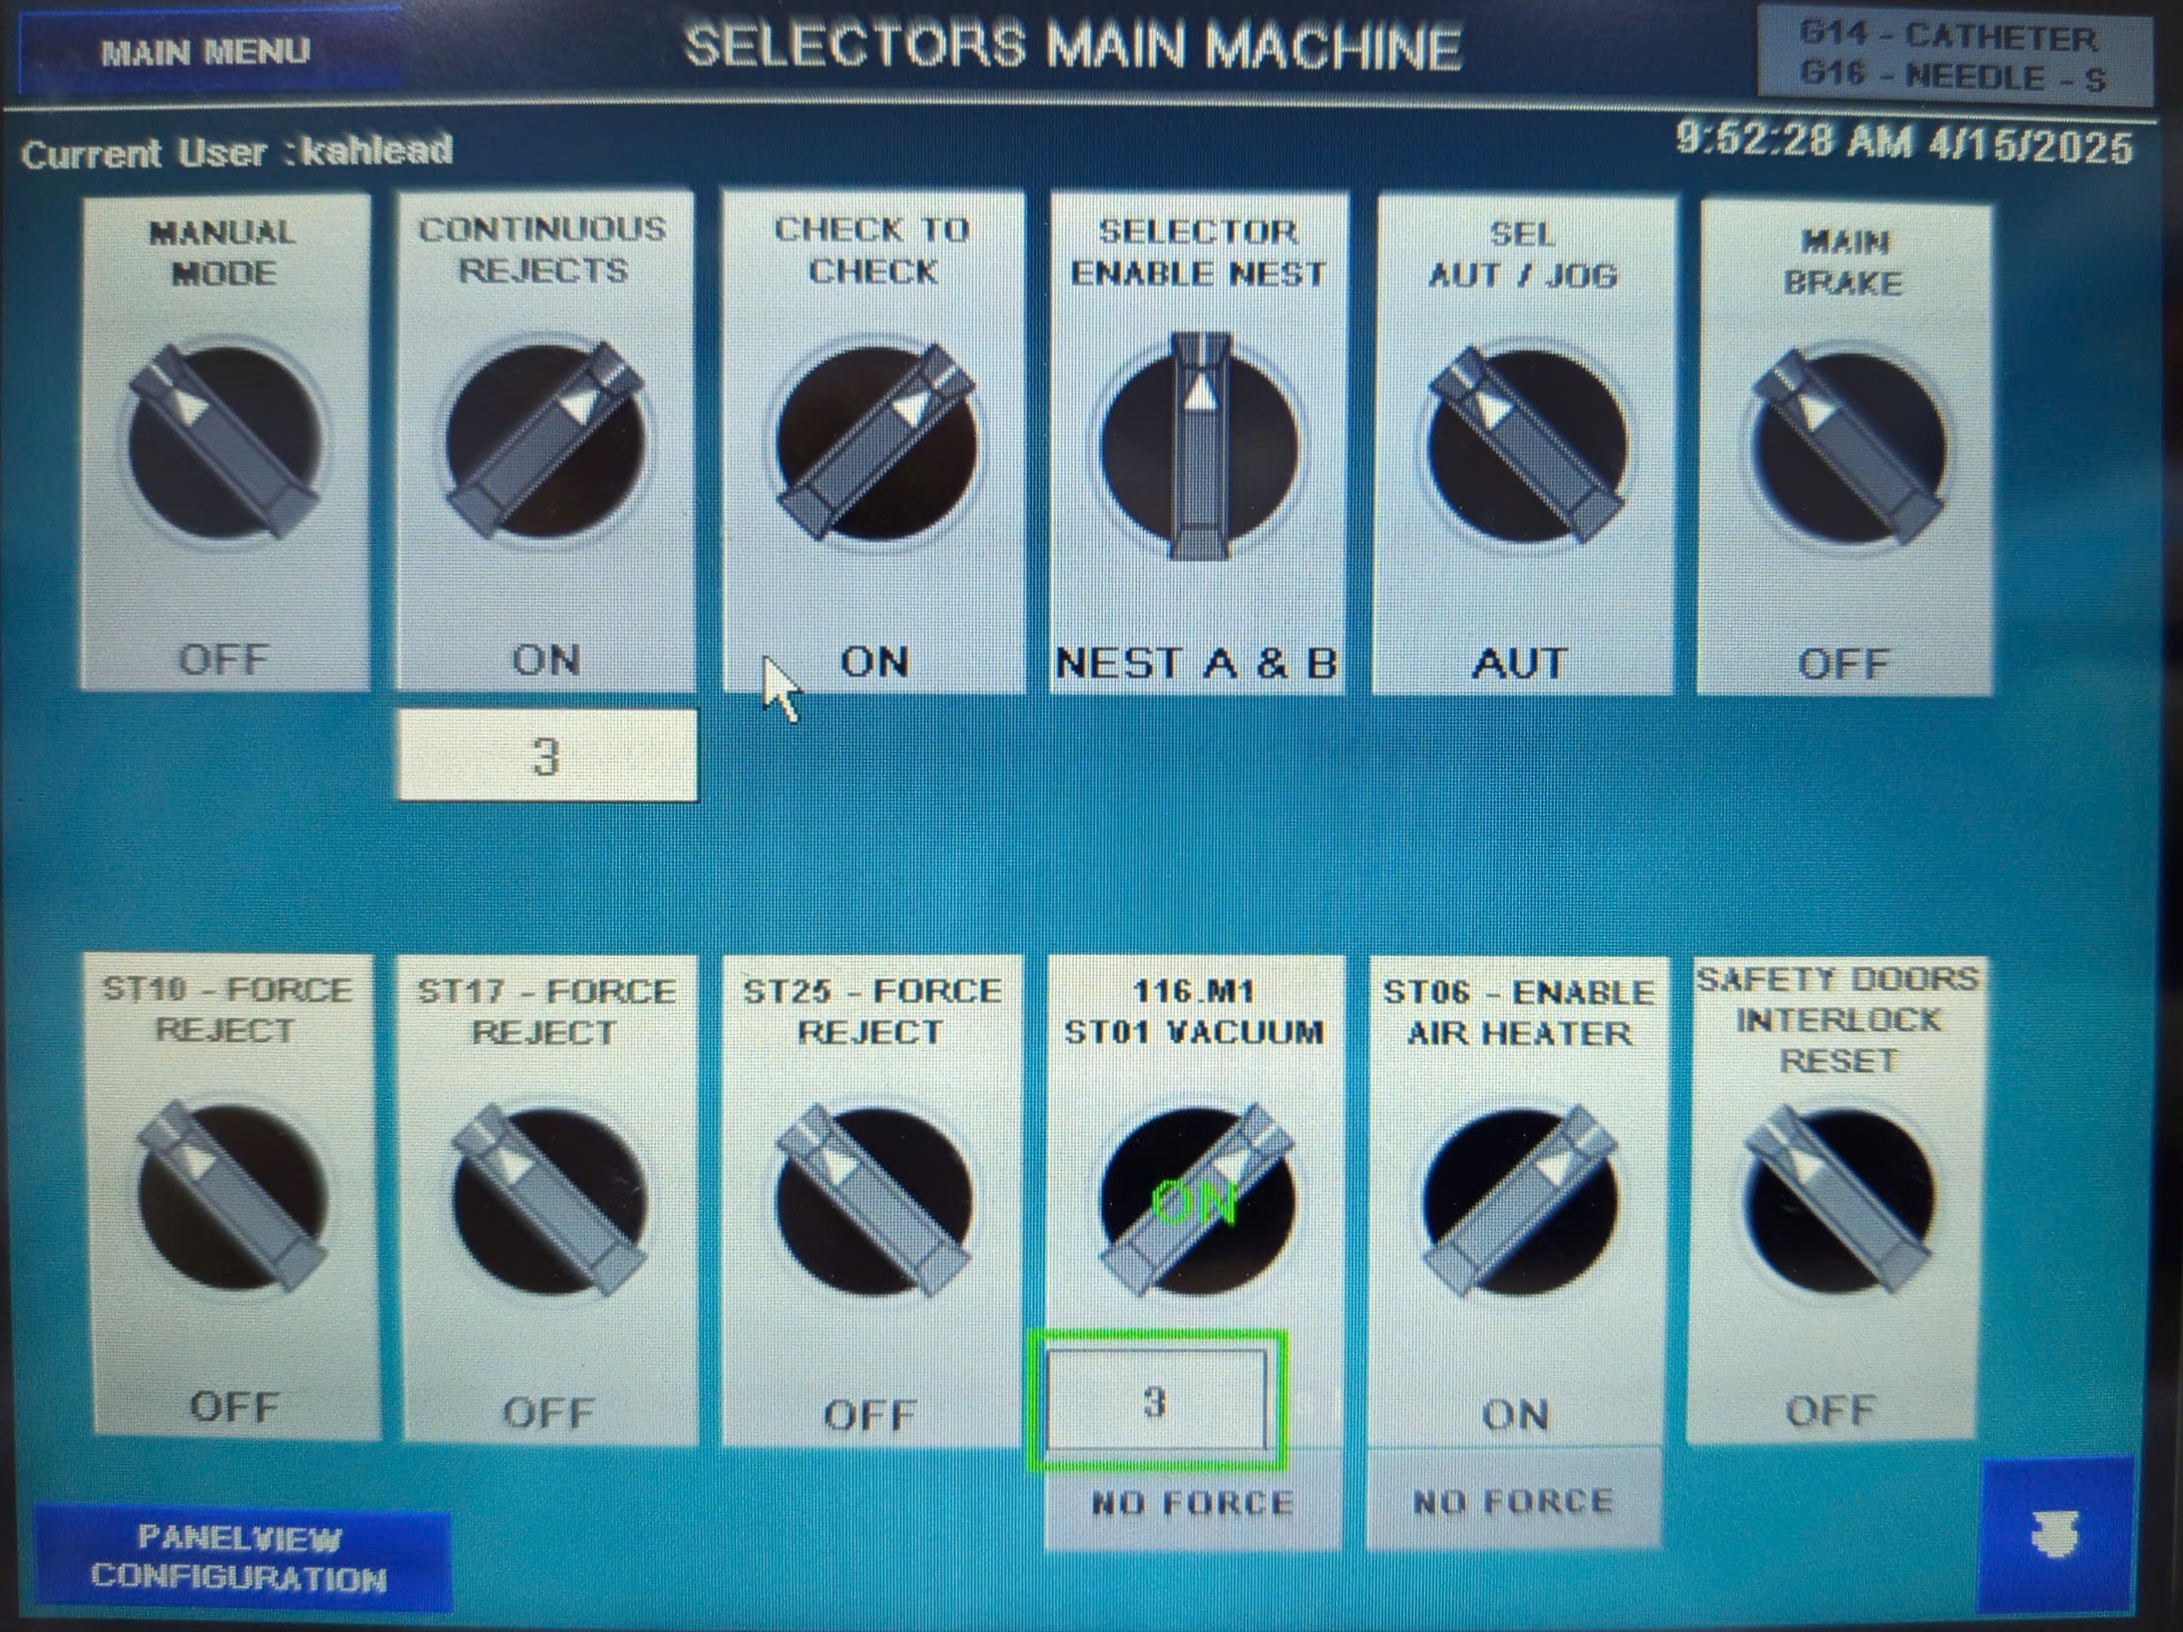 MAIN MENU
SELECTORS MAIN MACHINE
G14 - CATHETER
G16 - NEEDLE - S
Current User :kahlead
9:52:28 AM 4/15/2025
MANUAL
MODE
OFF
CONTINUOUS
REJECTS
ON
3
CHECK TO
CHECK
ON
SELECTOR
ENABLE NEST
NEST A & B
SEL
AUT / JOG
AUT
MAIN
BRAKE
OFF
ST10 - FORCE
REJECT
OFF
ST17 - FORCE
REJECT
OFF
ST25 - FORCE
REJECT
OFF
116.M1
ST01 VACUUM
ON
3
NO FORCE
ST06 - ENABLE
AIR HEATER
ON
NO FORCE
SAFETY DOORS
INTERLOCK
RESET
OFF
PANELVIEW
CONFIGURATION